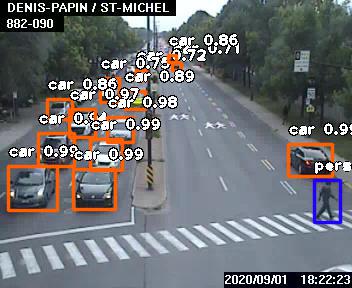 DENIS-PAPIN / ST-MICHEL
882-090
car 0.86
car 0.71
car 0.72
car 0.75
car 0.89
car 0.86
car 0.97
car 0.98
car 0.99
car 0.99
car 0.99
car 0.99
pers
2020/09/01 18:22:23